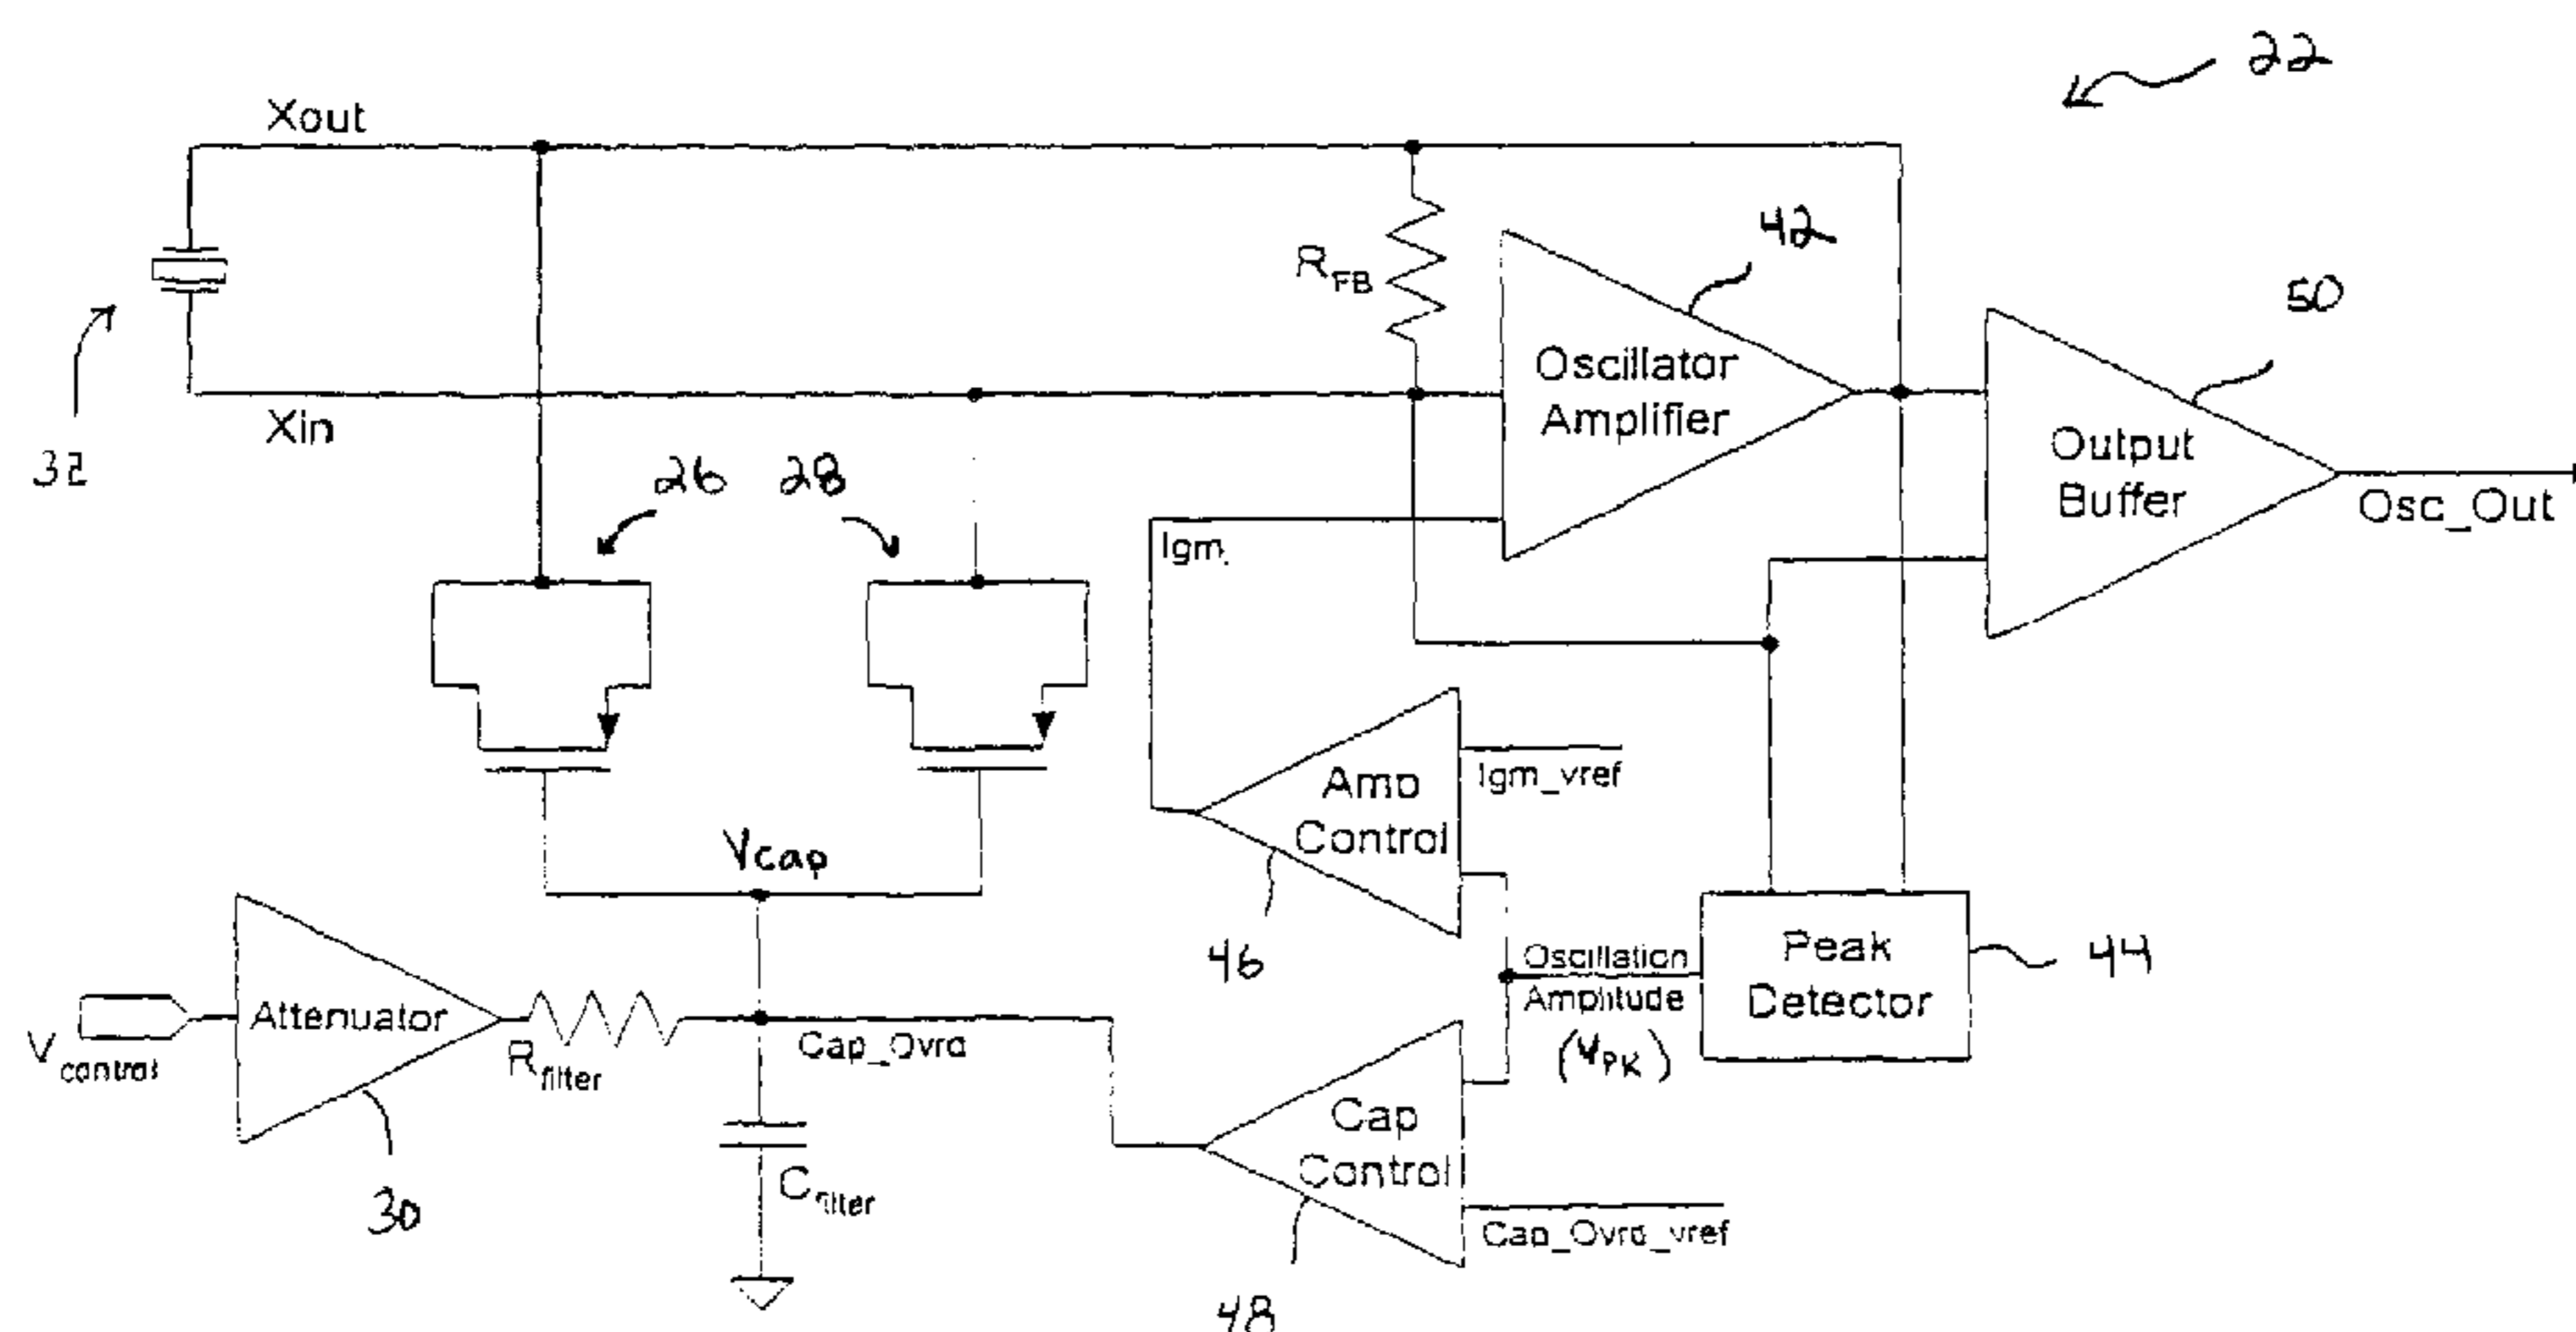 22
Xout
42
R_FB
50
Oscillator
Amplifier
Xin
32
26
28
Output
Buffer
Osc_Out
Igm
Amp
Control
Igm_vref
Vcap
46
Oscillation
Amplitude
(VPK)
Peak
Detector
44
Vcontrol
Attenuator
Rfilter
Cap_Ovrd
Cap
Control
Cfilter
30
Cap_Ovrd_vref
48